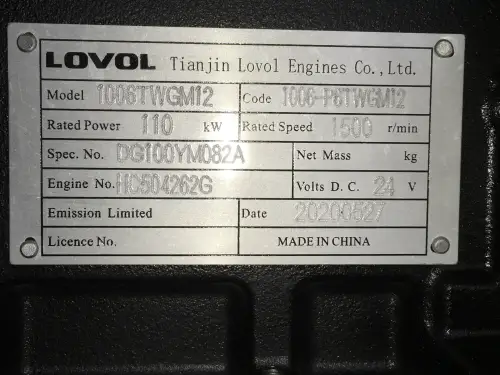 LOVOL Tianjin Lovol Engines Co.,Ltd.
Model 1006TWGM12 Code 1006-P6TWGM12
Rated Power 110 kW Rated Speed 1500 r/min
Spec. No. DG100YM082A Net Mass kg
Engine No. HC504262G Volts D. C. 24 V
Emission Limited Date 20200527
Licence No. MADE IN CHINA